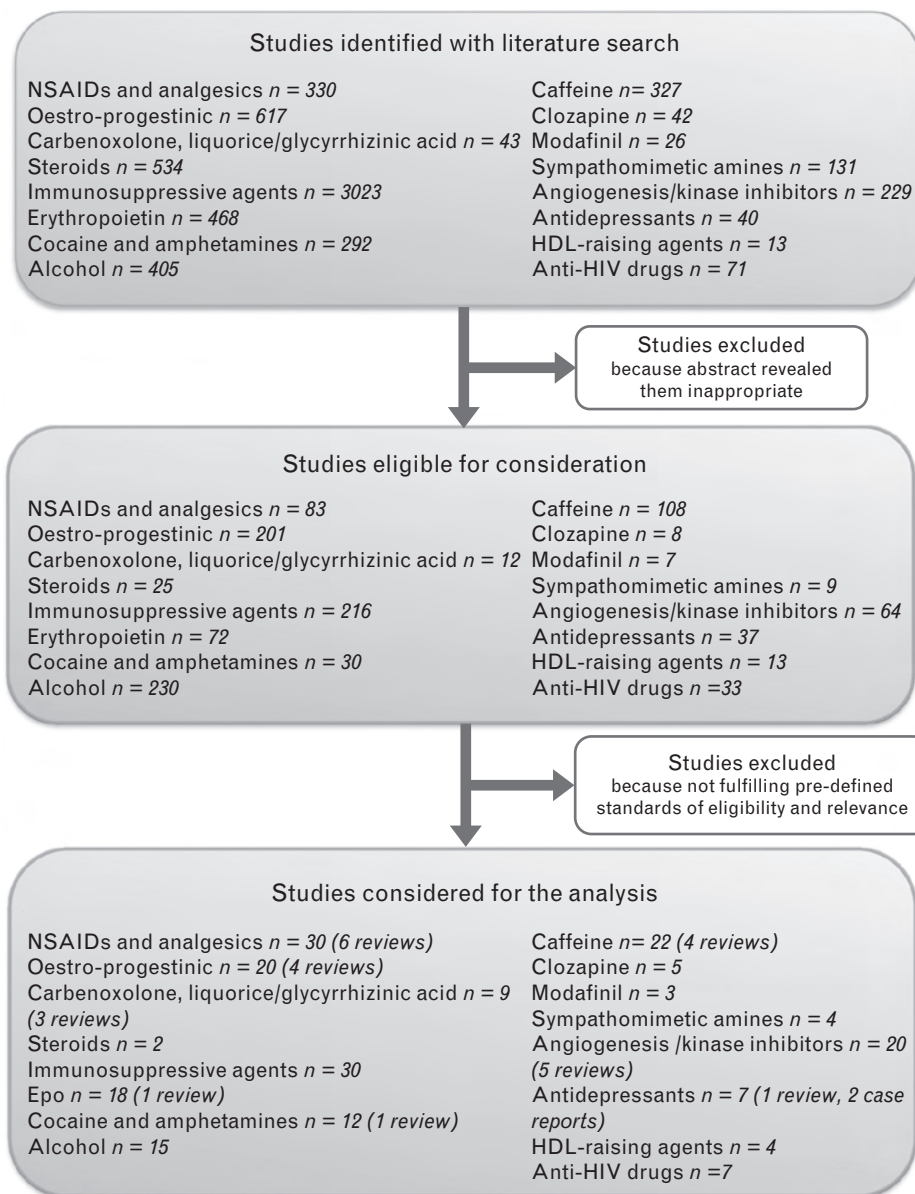 Studies identified with literature search
NSAIDs and analgesics n = 330
Oestro-progestinic n = 617
Carbenoxolone, liquorice/glycyrrhizinic acid n = 43
Steroids n = 534
Immunosuppressive agents n = 3023
Erythropoietin n = 468
Cocaine and amphetamines n = 292
Alcohol n = 405
Caffeine n= 327
Clozapine n = 42
Modafinil n = 26
Sympathomimetic amines n = 131
Angiogenesis/kinase inhibitors n = 229
Antidepressants n = 40
HDL-raising agents n = 13
Anti-HIV drugs n = 71
Studies excluded
because abstract revealed
them inappropriate
Studies eligible for consideration
NSAIDs and analgesics n = 83
Oestro-progestinic n = 201
Carbenoxolone, liquorice/glycyrrhizinic acid n = 12
Steroids n = 25
Immunosuppressive agents n = 216
Erythropoietin n = 72
Cocaine and amphetamines n = 30
Alcohol n = 230
Caffeine n = 108
Clozapine n = 8
Modafinil n = 7
Sympathomimetic amines n = 9
Angiogenesis/kinase inhibitors n = 64
Antidepressants n = 37
HDL-raising agents n = 13
Anti-HIV drugs n =33
Studies excluded
because not fulfilling pre-defined
standards of eligibility and relevance
Studies considered for the analysis
NSAIDs and analgesics n = 30 (6 reviews)
Oestro-progestinic n = 20 (4 reviews)
Carbenoxolone, liquorice/glycyrrhizinic acid n = 9
(3 reviews)
Steroids n = 2
Immunosuppressive agents n = 30
Epo n = 18 (1 review)
Cocaine and amphetamines n = 12 (1 review)
Alcohol n = 15
Caffeine n= 22 (4 reviews)
Clozapine n = 5
Modafinil n = 3
Sympathomimetic amines n = 4
Angiogenesis /kinase inhibitors n = 20
(5 reviews)
Antidepressants n = 7 (1 review, 2 case
reports)
HDL-raising agents n = 4
Anti-HIV drugs n =7